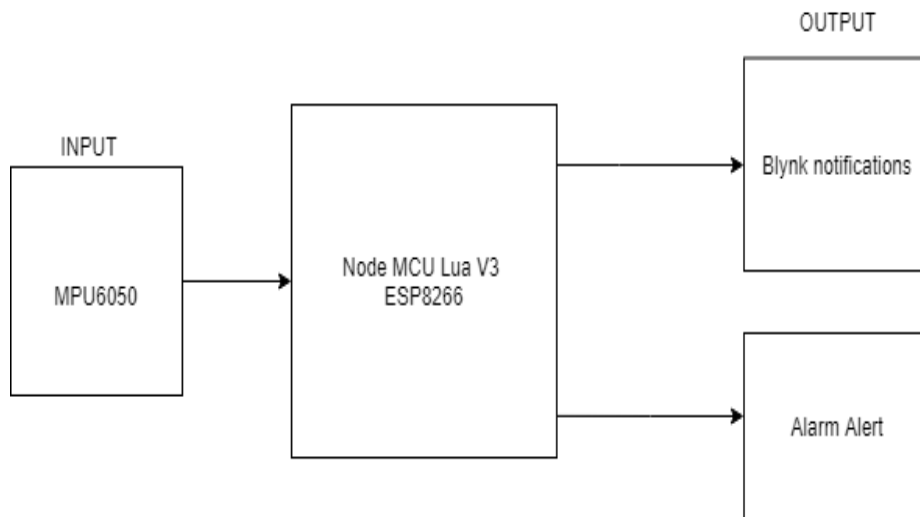 OUTPUT
INPUT
Blynk notifications
MPU6050
Node MCU Lua V3
ESP8266
Alarm Alert